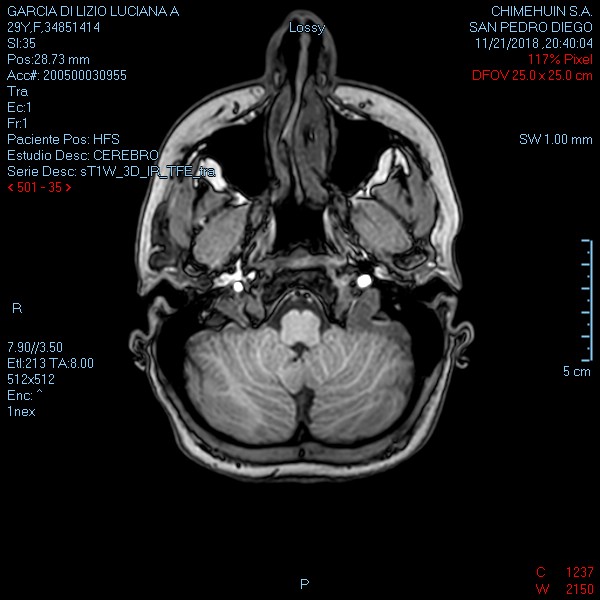 GARCIA DI LIZIO LUCIANA A
29Y,F,34851414
Sl:35
Pos:28.73 mm
Acc#: 200500030955
Tra
Ec:1
Fr:1
Paciente Pos: HFS
Estudio Desc: CEREBRO
Serie Desc: sT1W_3D_IR_TFE_tra
< 501 - 35 >
Lossy
CHIMEHUIN S.A.
SAN PEDRO DIEGO
11/21/2018 ,20:40:04
117% Pixel
DFOV 25.0 x 25.0 cm
SW 1.00 mm
R
5 cm
7.90//3.50
Etl:213 TA:8.00
512x512
Enc: ^
1nex
P
C 1237
W 2150